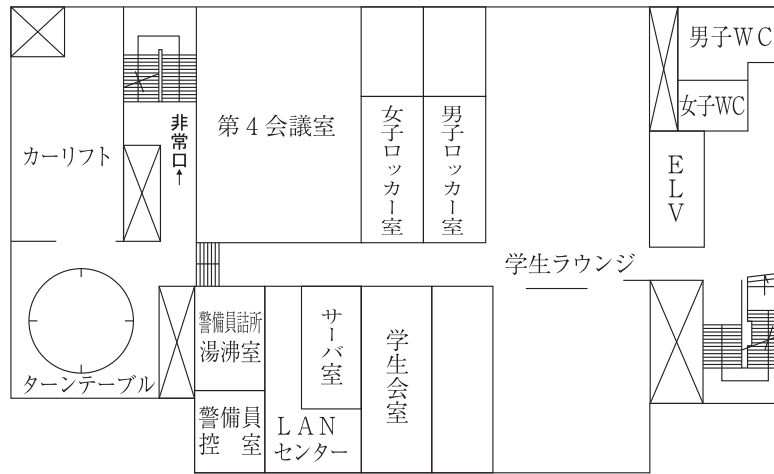 男子WC
女子WC
非常口
↑
第4会議室
女子ロッカー室
男子ロッカー室
カーリフト
ELV
学生ラウンジ
警備員詰所
湯沸室
サーバ室
学生会室
ターンテーブル
警備員
控室
LAN
センター